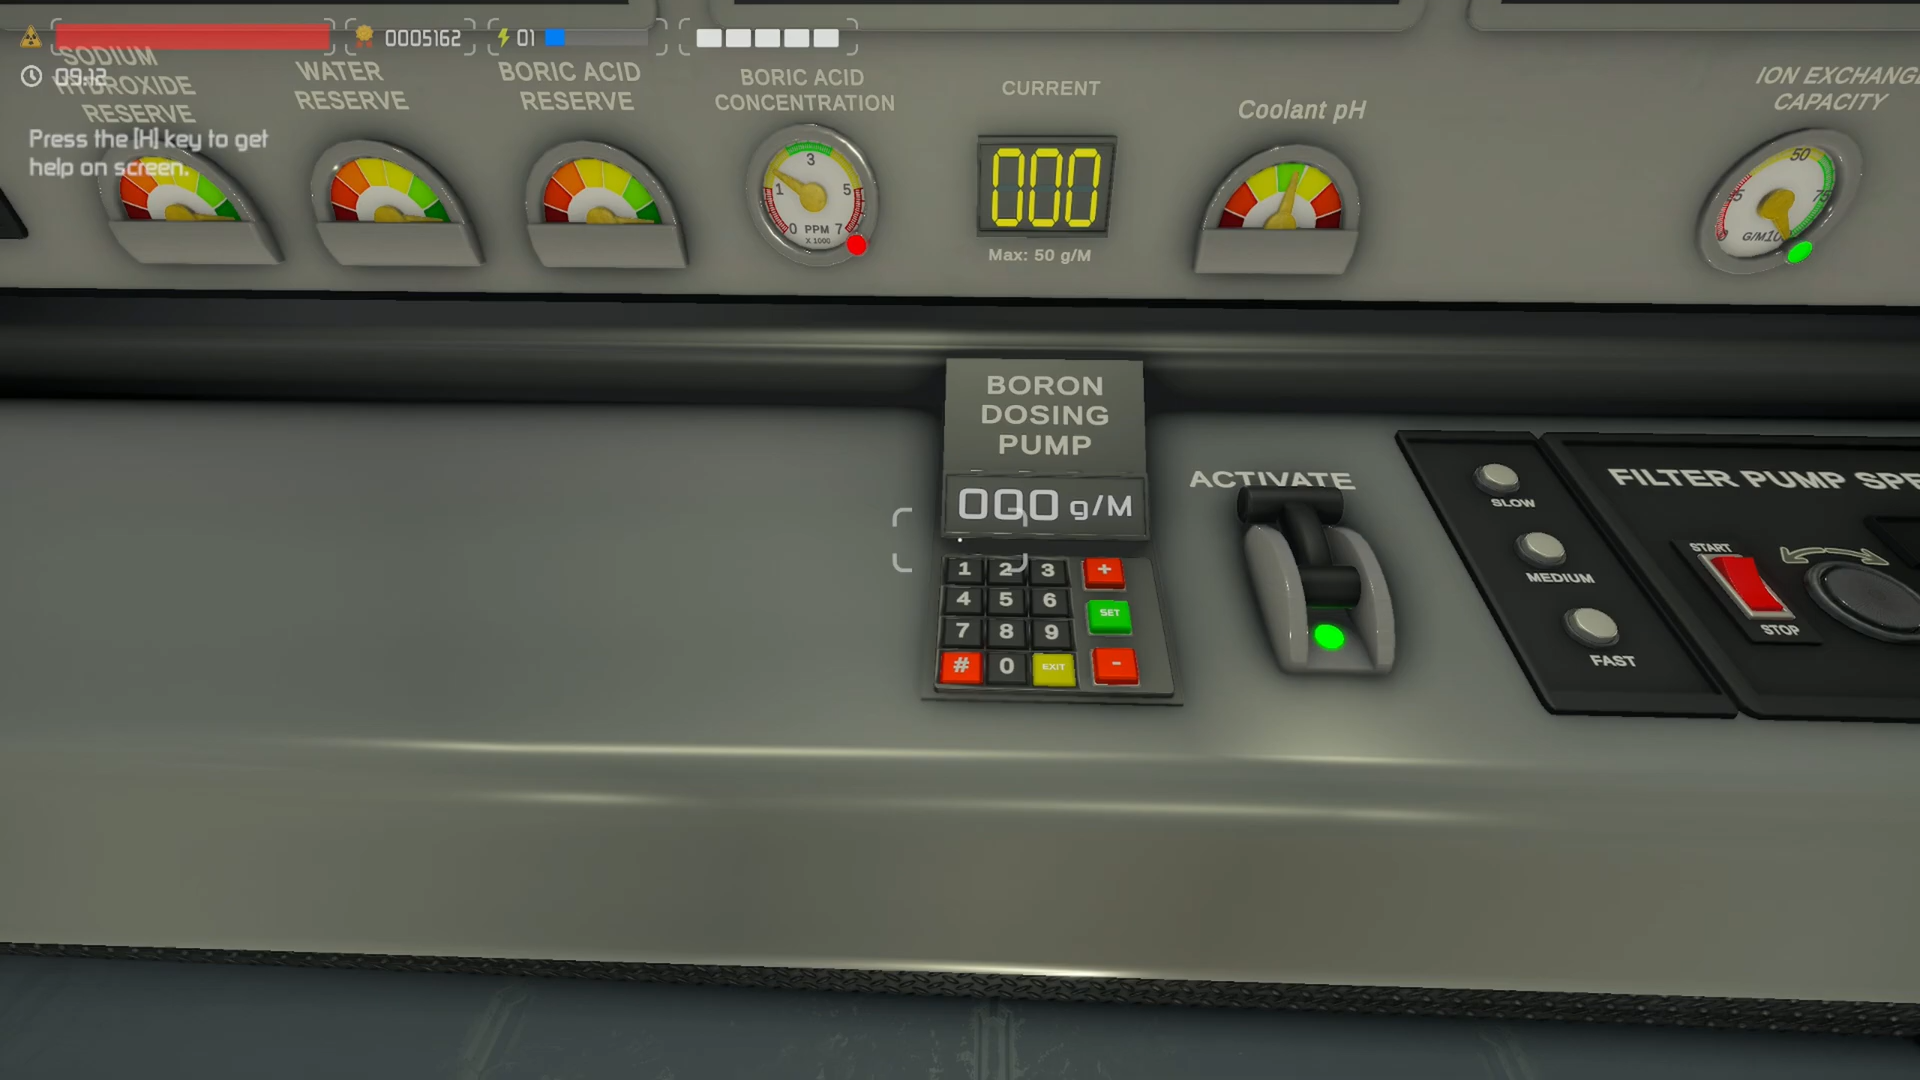 0005162
01
09:12
Press the [H] key to get
help on screen.
SODIUM
HYDROXIDE
RESERVE
WATER
RESERVE
BORIC ACID
RESERVE
BORIC ACID
CONCENTRATION
3
1
5
0 PPM 7
X 1000
CURRENT
000
Max: 50 g/M
Coolant pH
ION EXCHANGE
CAPACITY
50
G/M
BORON
DOSING
PUMP
000 g/M
1 2 3 +
4 5 6 SET
7 8 9
# 0 EXIT -
ACTIVATE
SLOW
MEDIUM
FAST
FILTER PUMP SPE
START
STOP